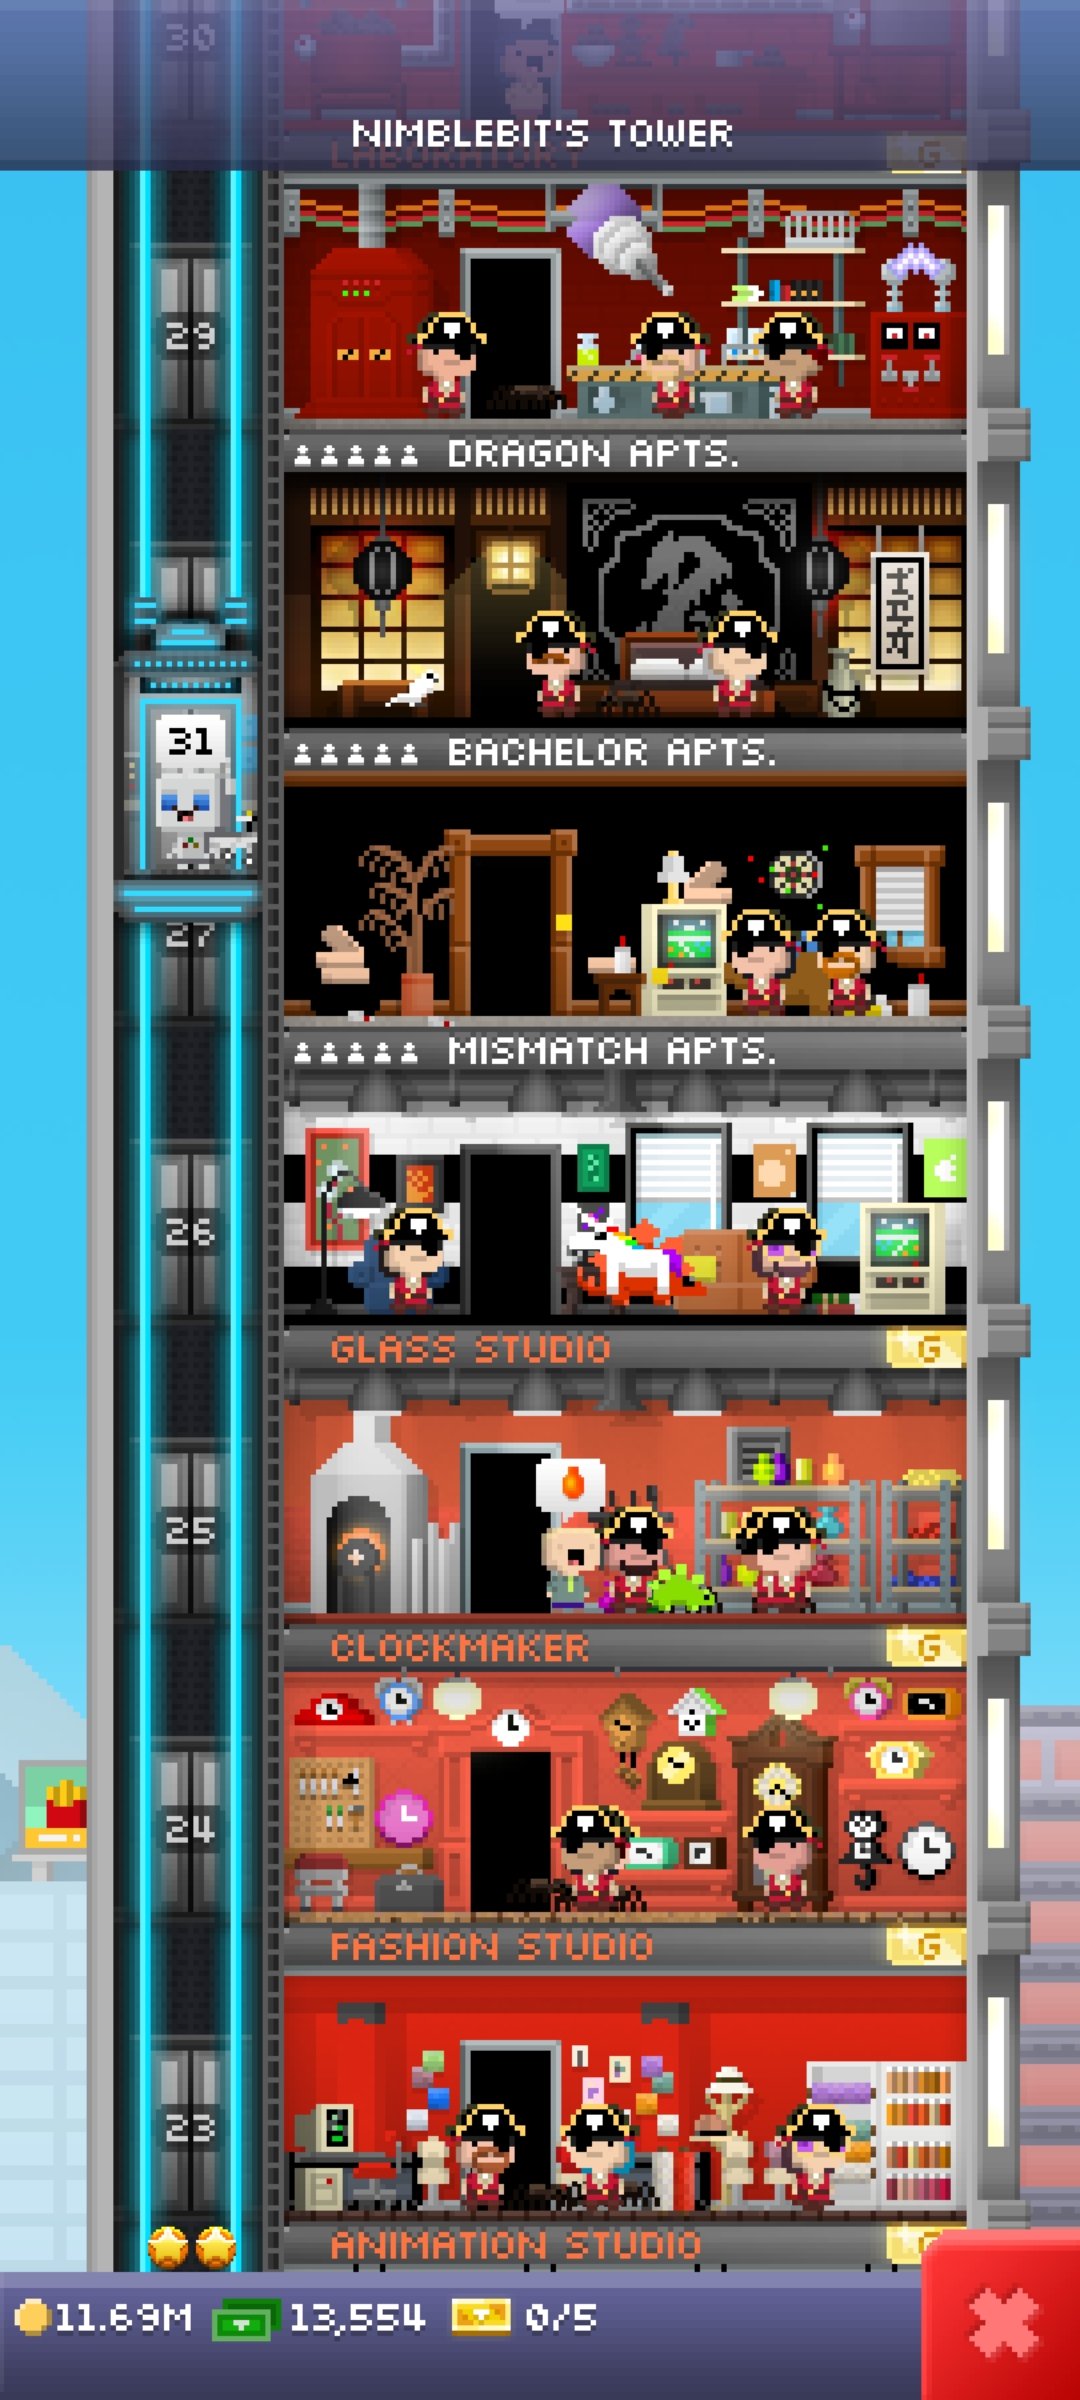 30
NIMBLEBIT'S TOWER
LABORATORY G
29
DRAGON APTS.
BACHELOR APTS.
31
27
MISMATCH APTS.
26
GLASS STUDIO G
25
CLOCKMAKER G
24
FASHION STUDIO G
23
ANIMATION STUDIO
11.69M 13,554 0/5